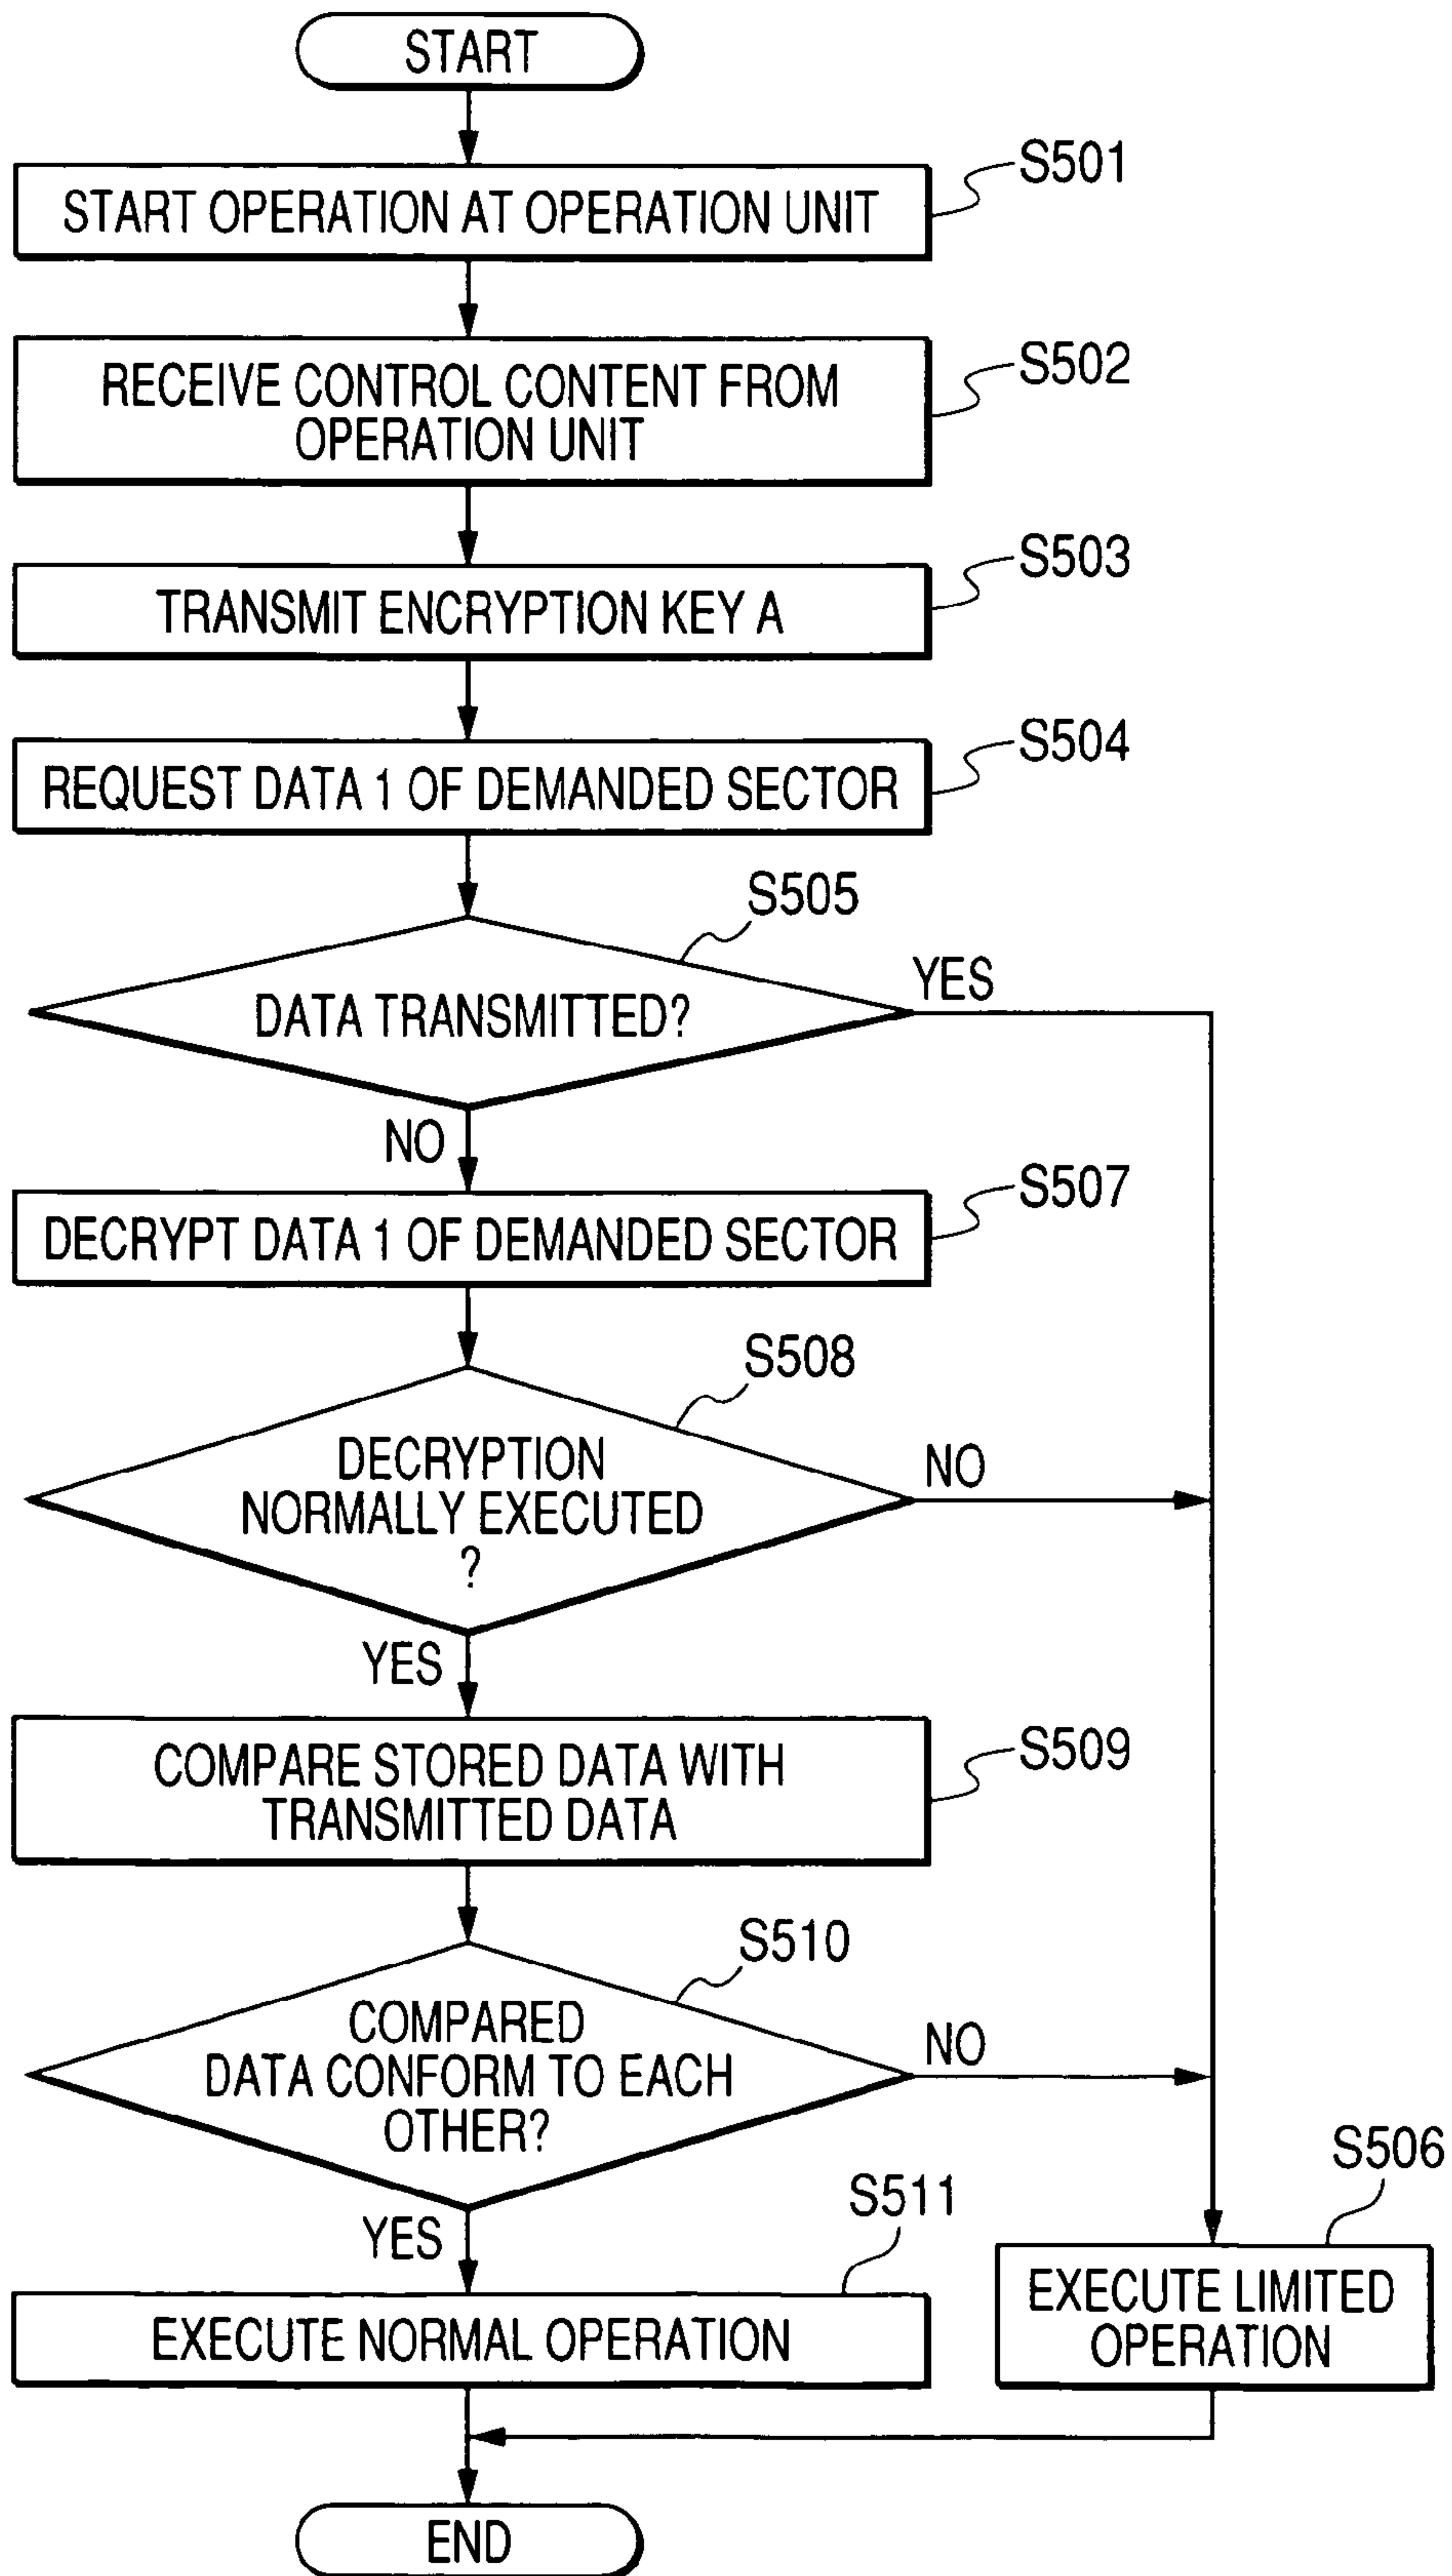 START
START OPERATION AT OPERATION UNIT
S501
RECEIVE CONTROL CONTENT FROM
OPERATION UNIT
S502
TRANSMIT ENCRYPTION KEY A
S503
REQUEST DATA 1 OF DEMANDED SECTOR
S504
DATA TRANSMITTED?
S505
YES
NO
DECRYPT DATA 1 OF DEMANDED SECTOR
S507
DECRYPTION
NORMALLY EXECUTED
?
S508
NO
YES
COMPARE STORED DATA WITH
TRANSMITTED DATA
S509
COMPARED
DATA CONFORM TO EACH
OTHER?
S510
NO
YES
EXECUTE NORMAL OPERATION
S511
EXECUTE LIMITED
OPERATION
S506
END